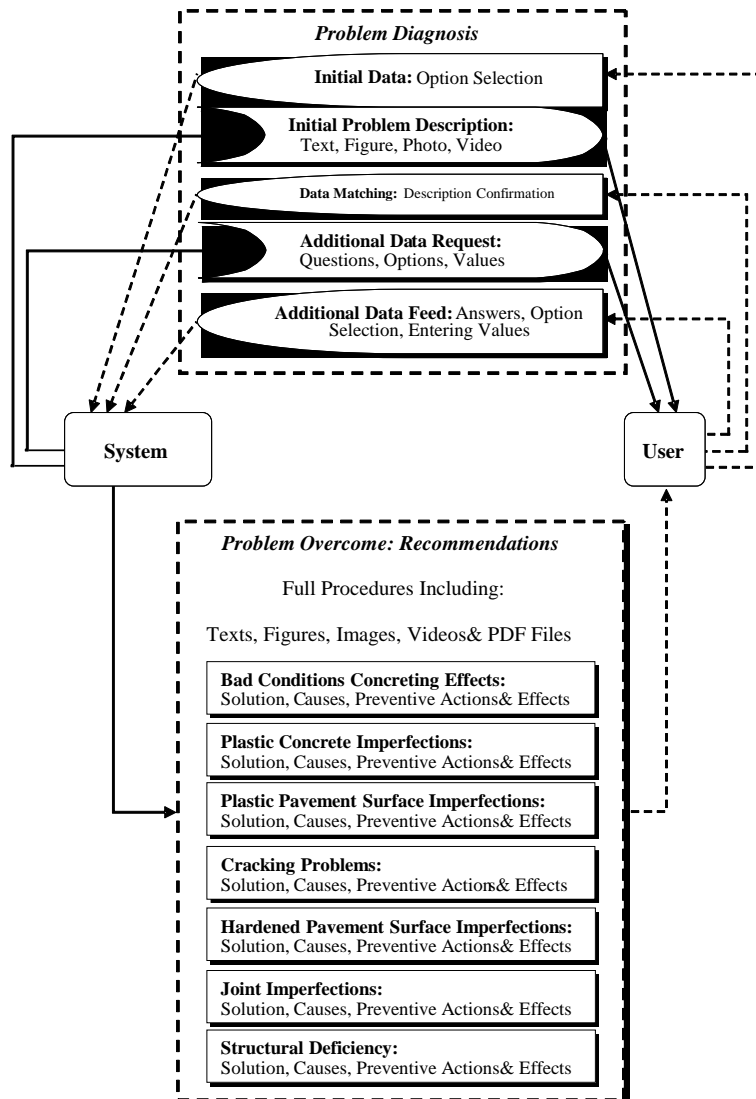 Problem Diagnosis
Initial Data: Option Selection
Initial Problem Description:
Text, Figure, Photo, Video
Data Matching: Description Confirmation
Additional Data Request:
Questions, Options, Values
Additional Data Feed: Answers, Option
Selection, Entering Values
System
User
Problem Overcome: Recommendations
Full Procedures Including:
Texts, Figures, Images, Videos& PDF Files
Bad Conditions Concreting Effects:
Solution, Causes, Preventive Actions& Effects
Plastic Concrete Imperfections:
Solution, Causes, Preventive Actions& Effects
Plastic Pavement Surface Imperfections:
Solution, Causes, Preventive Actions& Effects
Cracking Problems:
Solution, Causes, Preventive Actions& Effects
Hardened Pavement Surface Imperfections:
Solution, Causes, Preventive Actions& Effects
Joint Imperfections:
Solution, Causes, Preventive Actions& Effects
Structural Deficiency:
Solution, Causes, Preventive Actions& Effects